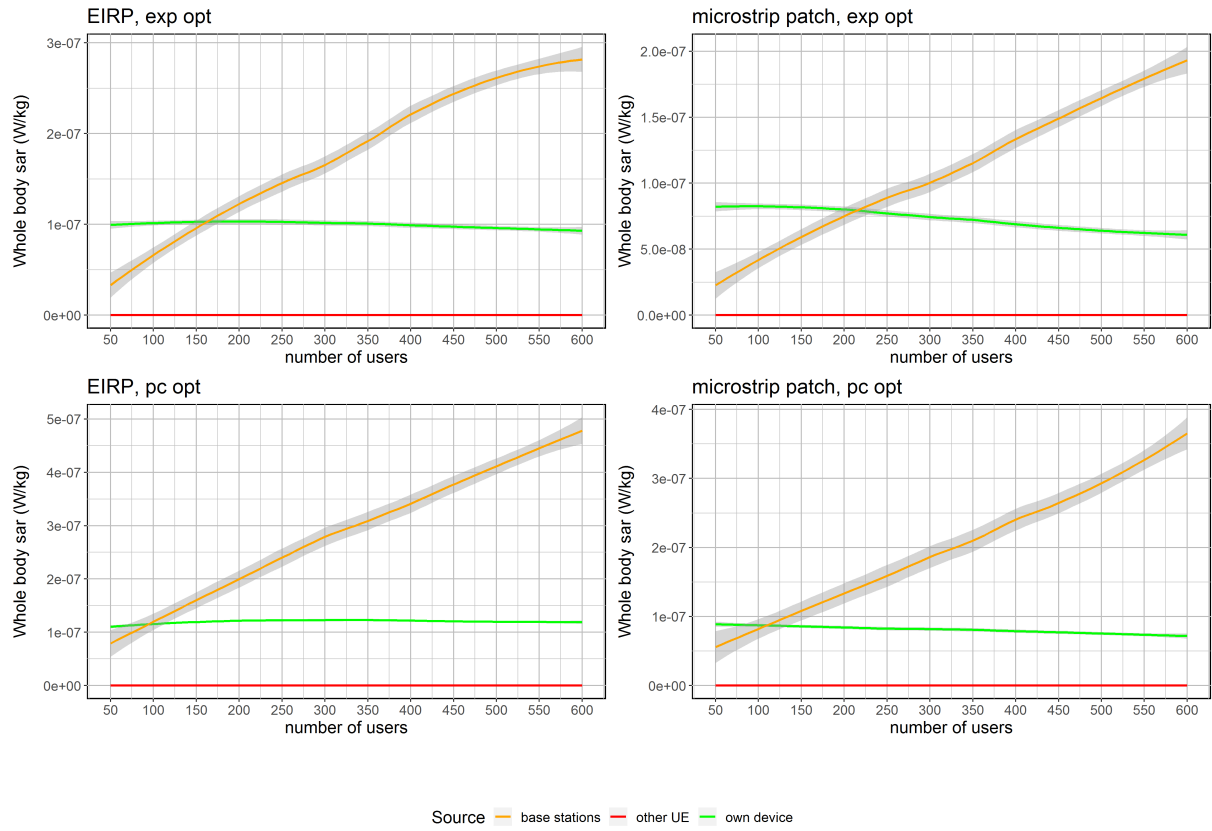 EIRP, exp opt
Whole body sar (W/kg)
3e-07
2e-07
1e-07
0e+00
50 100 150 200 250 300 350 400 450 500 550 600
number of users
microstrip patch, exp opt
Whole body sar (W/kg)
2.0e-07
1.5e-07
1.0e-07
5.0e-08
0.0e+00
50 100 150 200 250 300 350 400 450 500 550 600
number of users
EIRP, pc opt
Whole body sar (W/kg)
5e-07
4e-07
3e-07
2e-07
1e-07
0e+00
50 100 150 200 250 300 350 400 450 500 550 600
number of users
microstrip patch, pc opt
Whole body sar (W/kg)
4e-07
3e-07
2e-07
1e-07
0e+00
50 100 150 200 250 300 350 400 450 500 550 600
number of users
Source base stations other UE own device